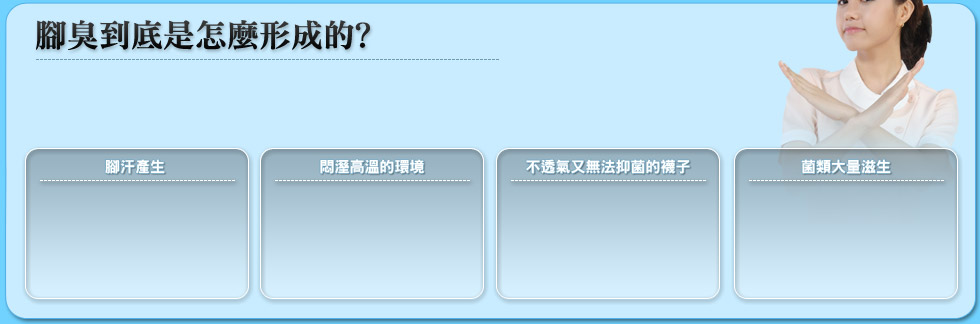 腳臭到底是怎麼形成的?
腳汗產生
悶溼高溫的環境
不透氣又無法抑菌的襪子
菌類大量滋生